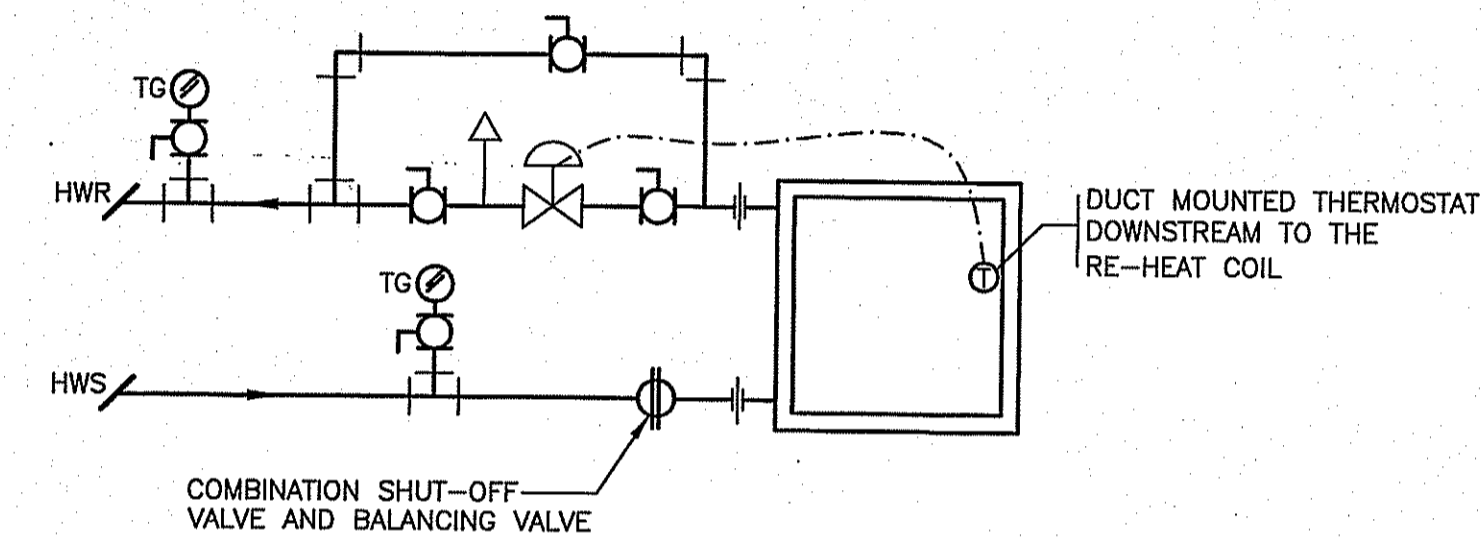 TG
HWR
DUCT MOUNTED THERMOSTAT
DOWNSTREAM TO THE
RE-HEAT COIL
T
TG
HWS
COMBINATION SHUT-OFF
VALVE AND BALANCING VALVE